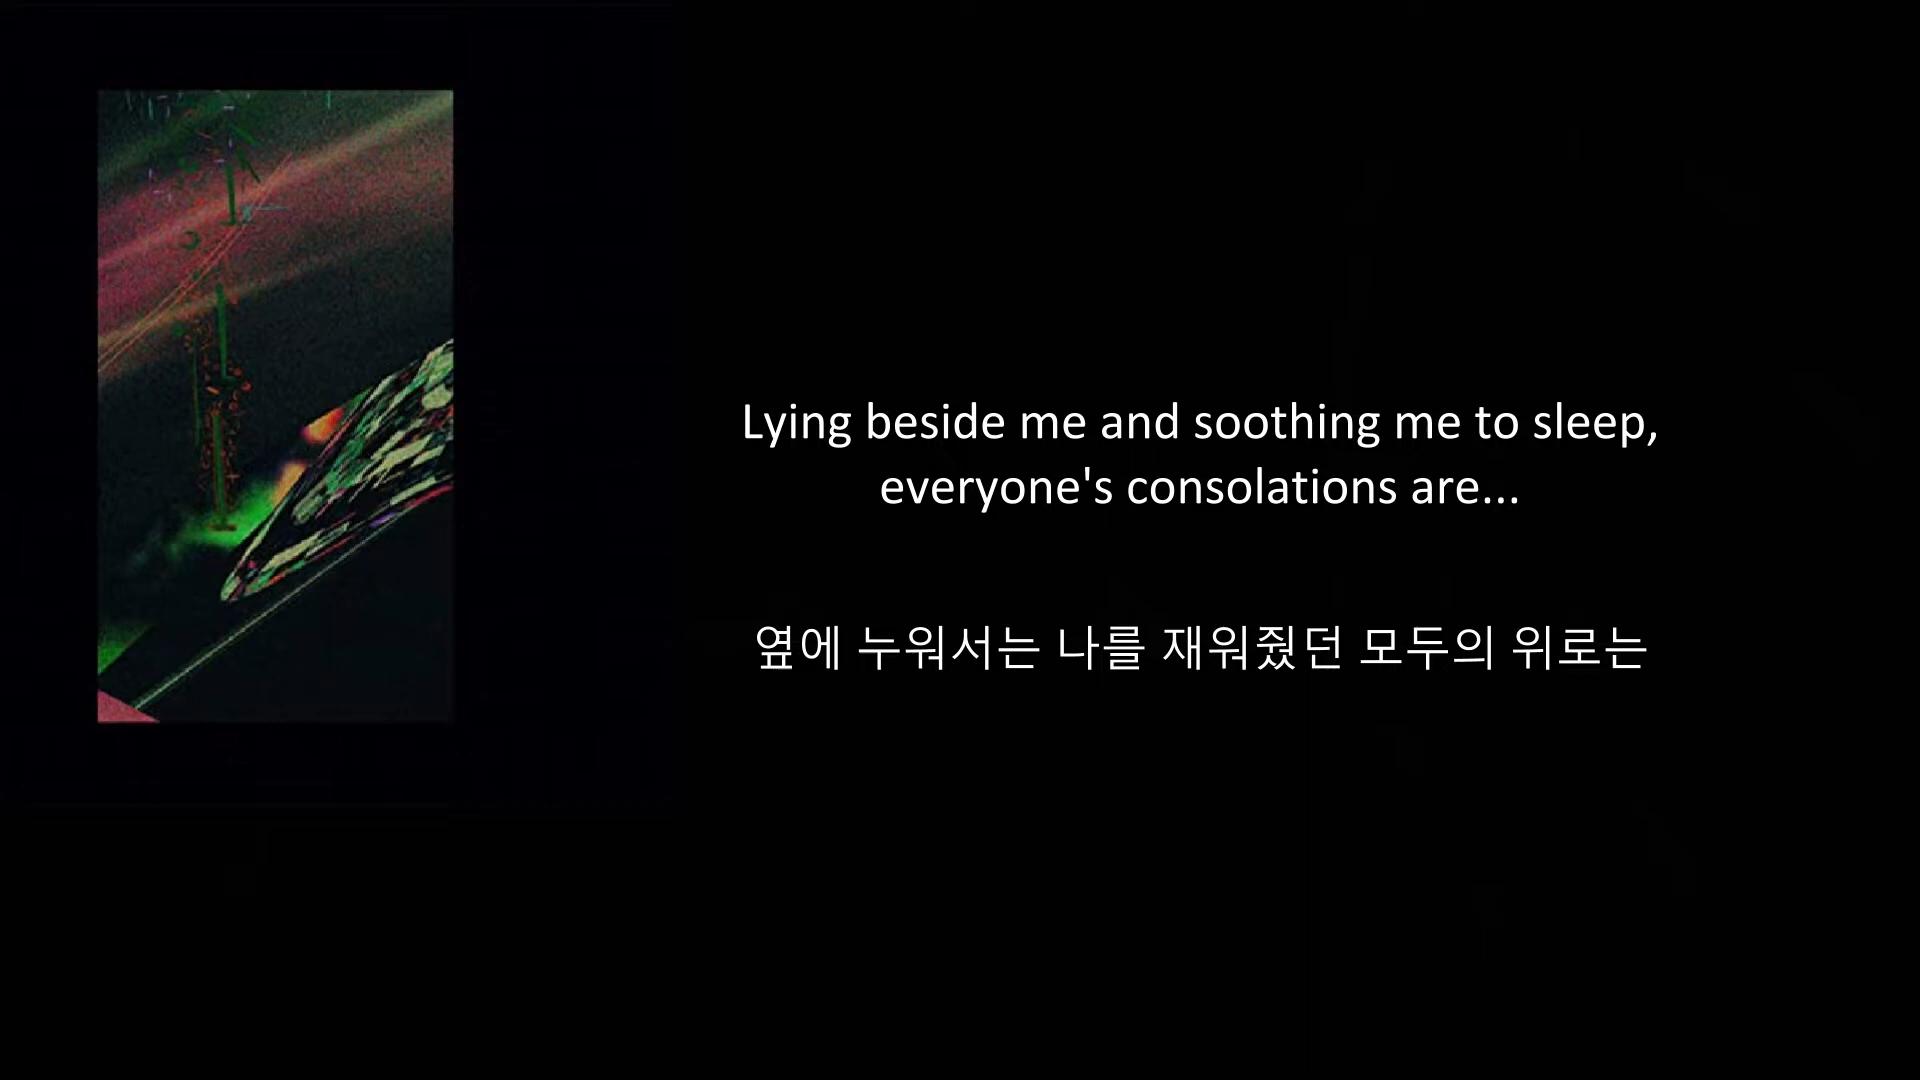 Lying beside me and soothing me to sleep,
everyone's consolations are...
옆에 누워서는 나를 재워줬던 모두의 위로는